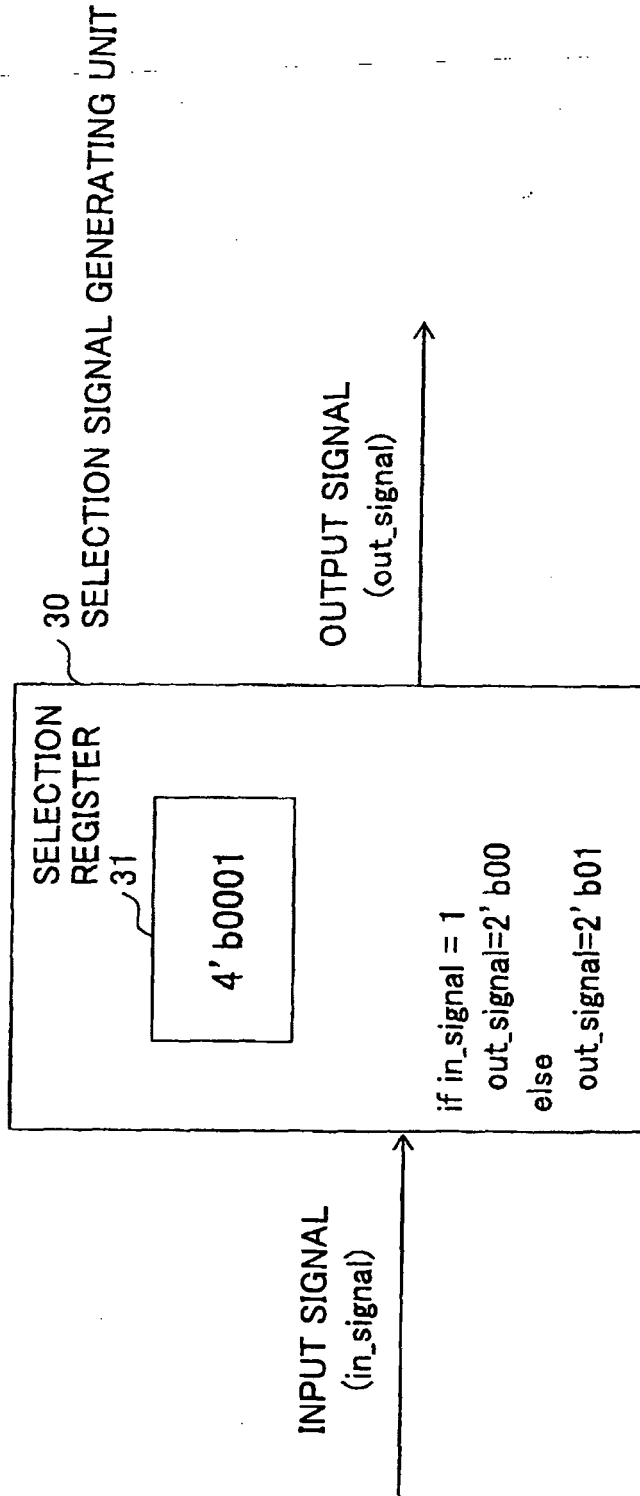 30
SELECTION SIGNAL GENERATING UNIT
SELECTION
REGISTER
31
4' b0001
if in_signal = 1
out_signal=2' b00
else
out_signal=2' b01
INPUT SIGNAL
(in_signal)
OUTPUT SIGNAL
(out_signal)